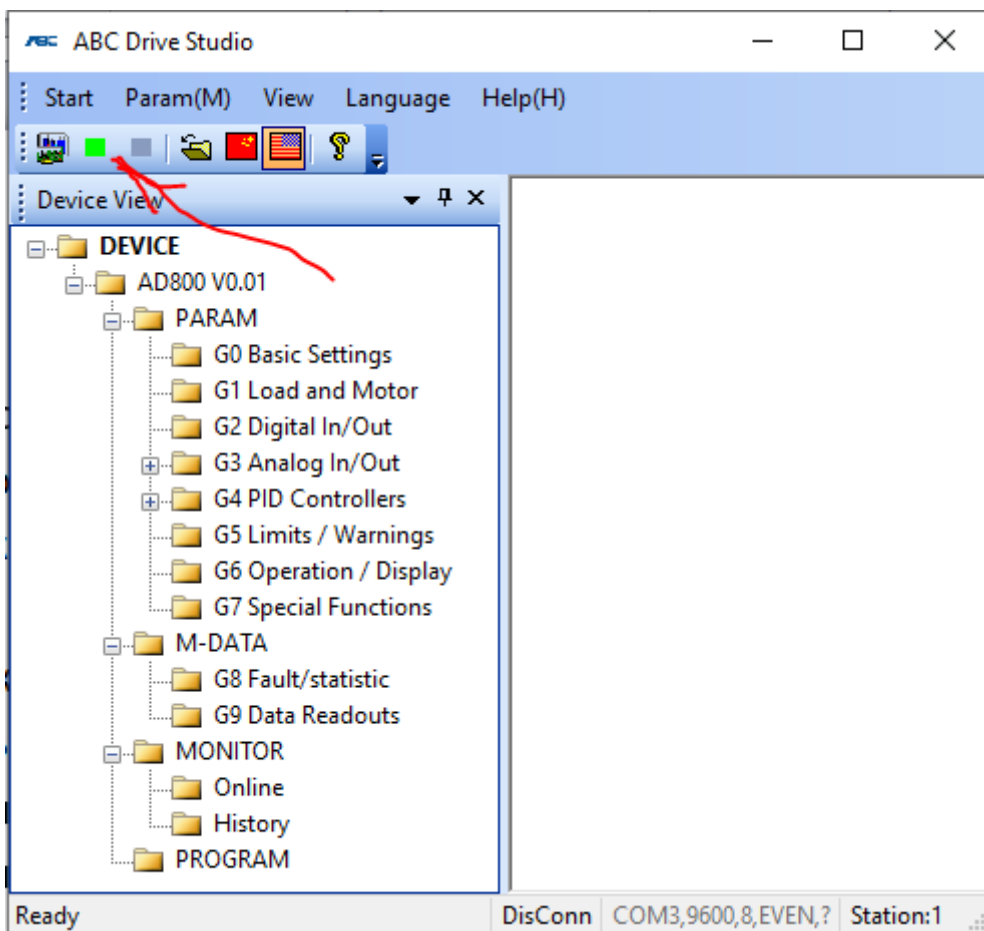 ABC ABC Drive Studio
Start Param(M) View Language Help(H)
Device View
DEVICE
AD800 V0.01
PARAM
G0 Basic Settings
G1 Load and Motor
G2 Digital In/Out
G3 Analog In/Out
G4 PID Controllers
G5 Limits / Warnings
G6 Operation / Display
G7 Special Functions
M-DATA
G8 Fault/statistic
G9 Data Readouts
MONITOR
Online
History
PROGRAM
Ready DisConn COM3,9600,8,EVEN,? Station:1